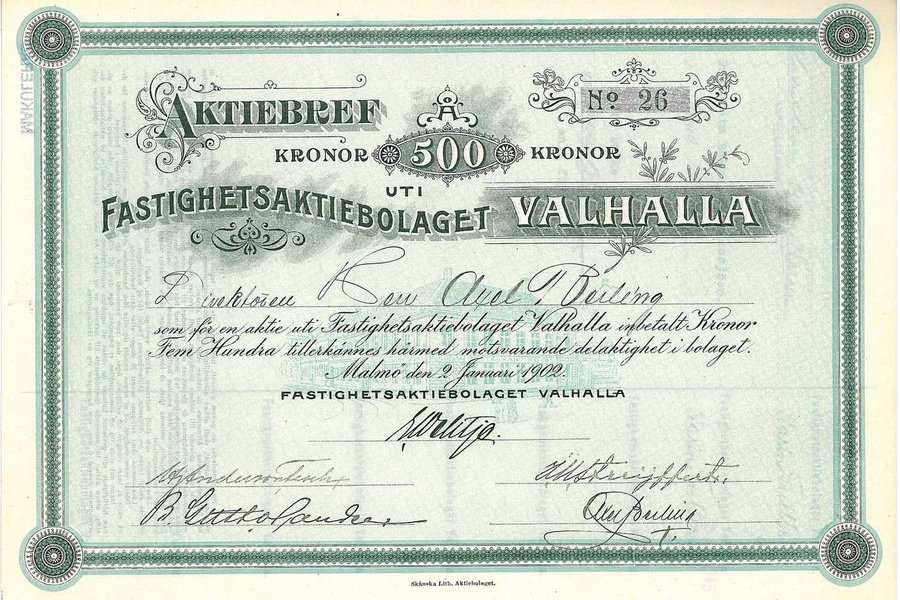 MAKULER
AKTIEBREF
No 26
Å
KRONOR 500 KRONOR
UTI
FASTIGHETSAKTIEBOLAGET VALHALLA
Direktören Herr Axel T Berling
som för en aktie uti Fastighetsaktiebolaget Valhalla inbetalt Kronor
Fem Hundra tillerkännes härmed motsvarande delaktighet i bolaget.
Malmö den 2 Januari 1902.
FASTIGHETSAKTIEBOLAGET VALHALLA
Skånska Lith. Aktiebolaget.